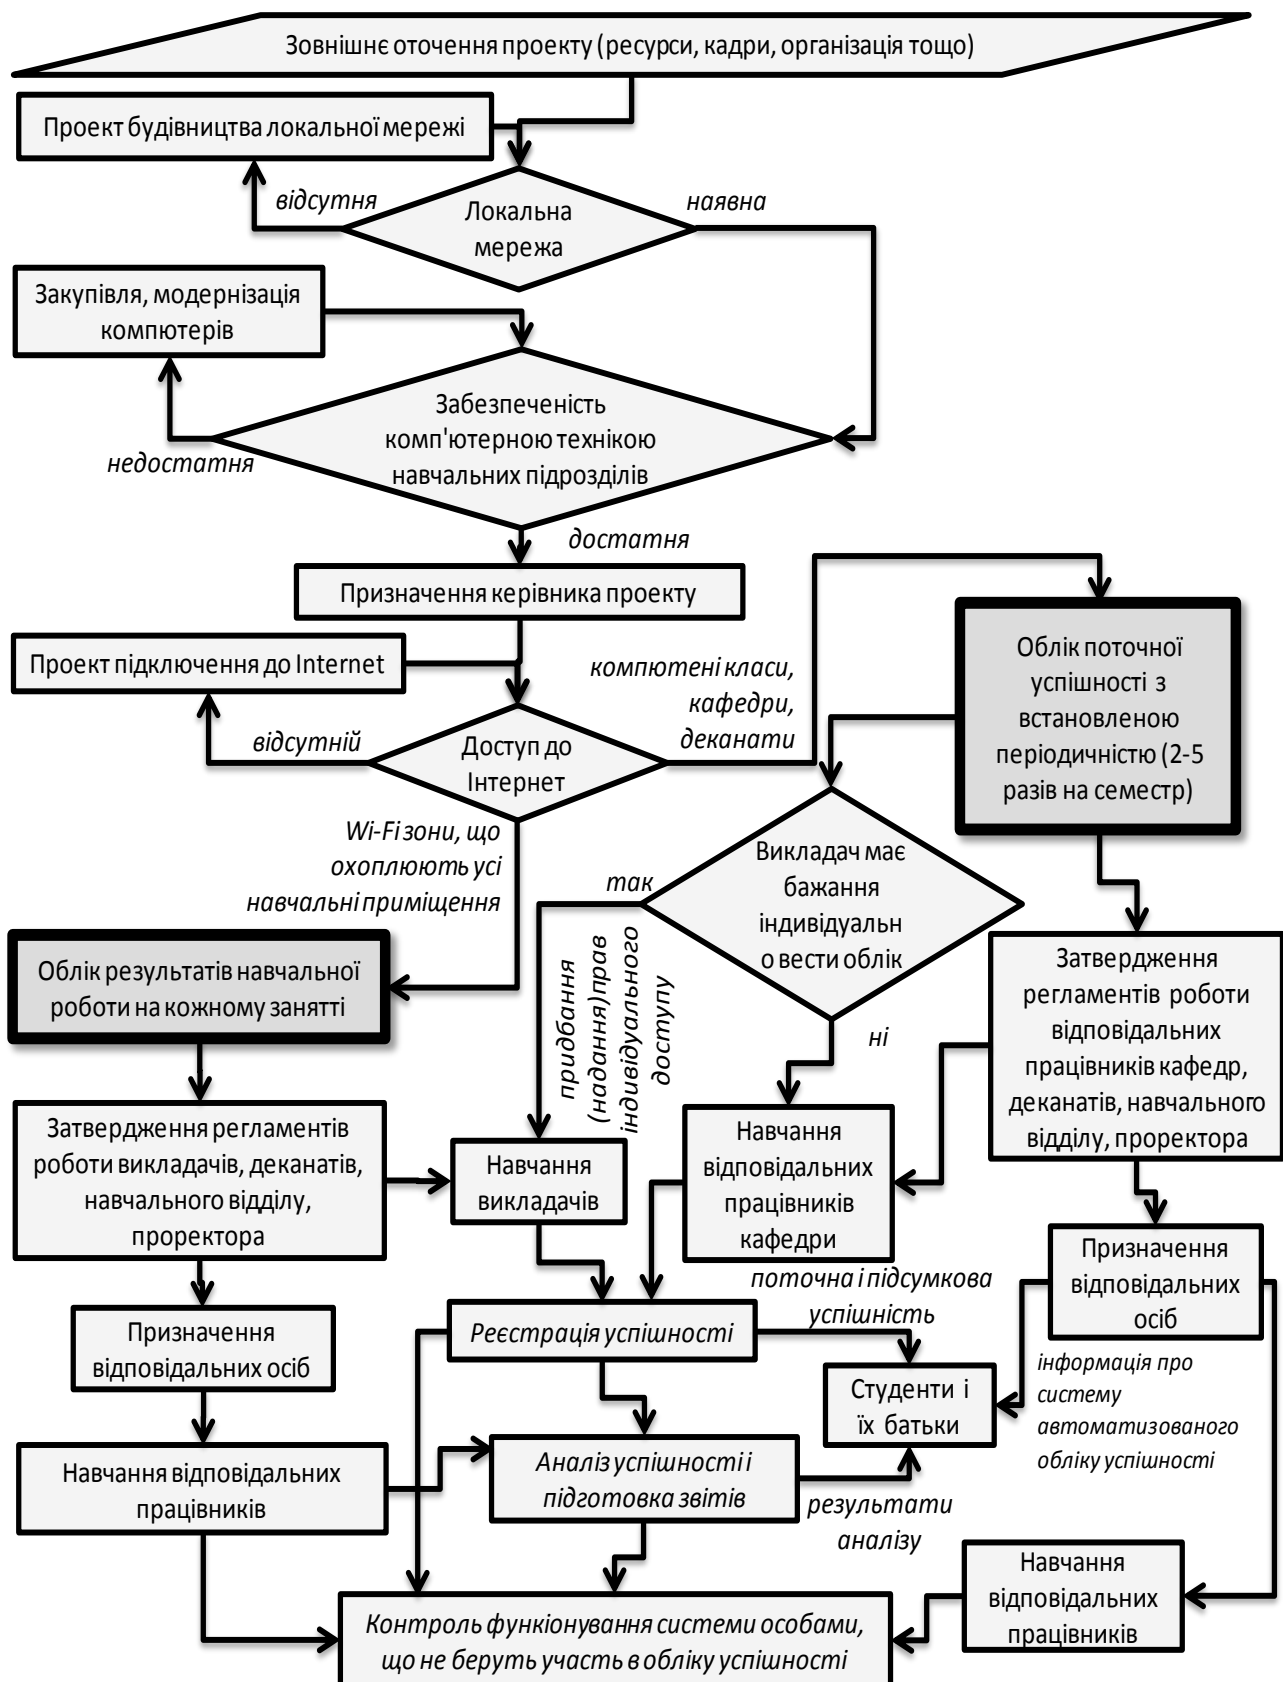 Зовнішнє оточення проекту (ресурси, кадри, організація тощо)
Проект будівництва локальної мережі
відсутня
наявна
Локальна
мережа
Закупівля, модернізація
компютерів
Забезпеченість
комп'ютерною технікою
навчальних підрозділів
недостатня
достатня
Призначення керівника проекту
Проект підключення до Internet
компютені класи,
кафедри,
деканати
Облік поточної
успішності з
встановленою
періодичністю (2-5
разів на семестр)
відсутній
Доступ до
Інтернет
Wi-Fi зони, що
охоплюють усі
навчальні приміщення
так
Викладач має
бажання
індивідуальн
о вести облік
ні
Облік результатів навчальної
роботи на кожному занятті
придбання
(надання) прав
індивідуального
доступу
Затвердження
регламентів роботи
відповідальних
працівників кафедр,
деканатів, навчального
відділу, проректора
Затвердження регламентів
роботи викладачів, деканатів,
навчального відділу,
проректора
Навчання
викладачів
Навчання
відповідальних
працівників
кафедри
Призначення
відповідальних
осіб
поточна і підсумкова
успішність
Призначення
відповідальних осіб
Реєстрація успішності
Студенти і
їх батьки
інформація про
систему
автоматизованого
обліку успішності
Навчання відповідальних
працівників
Аналіз успішності і
підготовка звітів
результати
аналізу
Навчання
відповідальних
працівників
Контроль функіонування системи особами,
що не беруть участь в обліку успішності